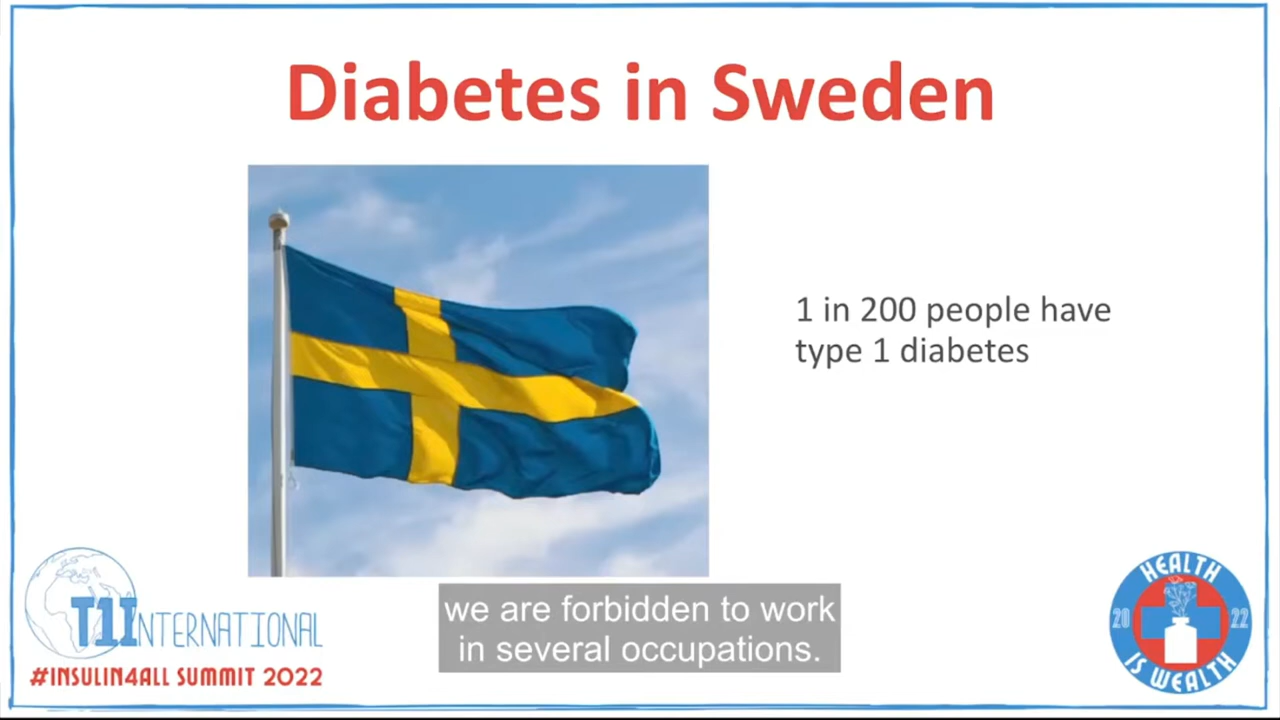 Diabetes in Sweden
1 in 200 people have
type 1 diabetes
we are forbidden to work
in several occupations.
T1INTERNATIONAL
#INSULIN4ALL SUMMIT 2022
HEALTH
20 22
IS WEALTH